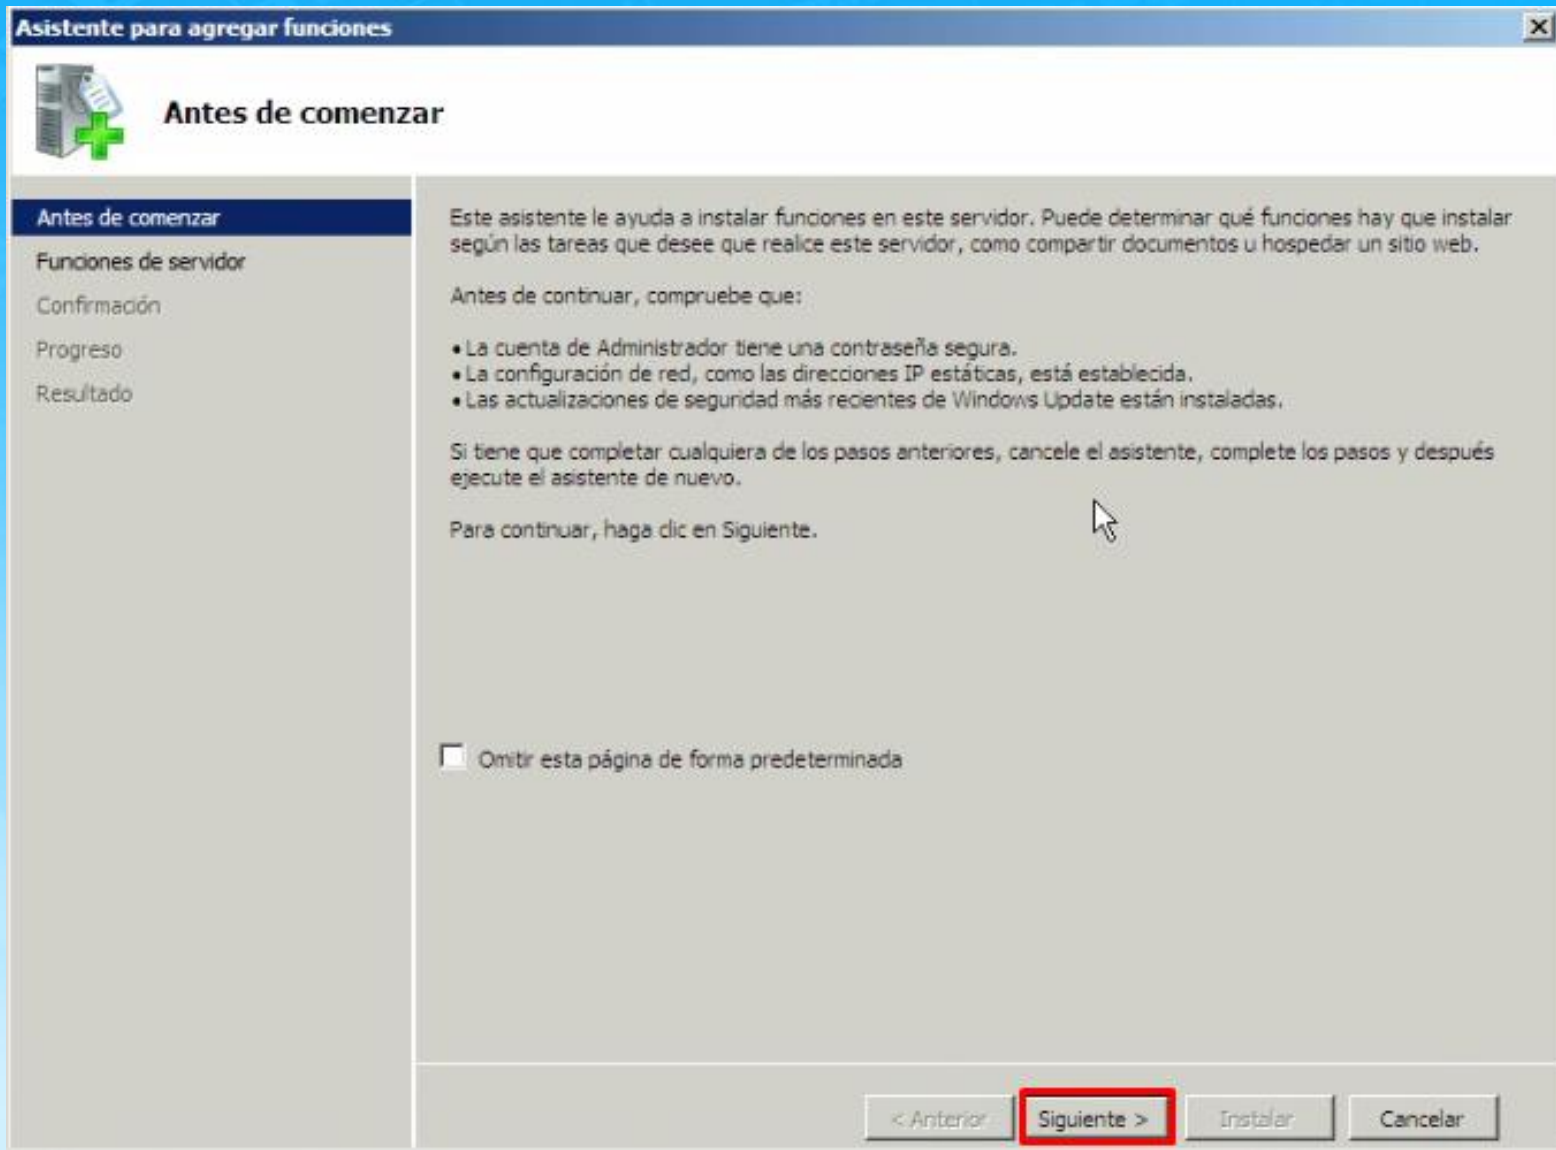 Asistente para agregar funciones
Antes de comenzar
Antes de comenzar
Funciones de servidor
Confirmación
Progreso
Resultado
Este asistente le ayuda a instalar funciones en este servidor. Puede determinar qué funciones hay que instalar
según las tareas que desee que realice este servidor, como compartir documentos u hospedar un sitio web.
Antes de continuar, compruebe que:
• La cuenta de Administrador tiene una contraseña segura.
• La configuración de red, como las direcciones IP estáticas, está establecida.
• Las actualizaciones de seguridad más recientes de Windows Update están instaladas.
Si tiene que completar cualquiera de los pasos anteriores, cancele el asistente, complete los pasos y después
ejecute el asistente de nuevo.
Para continuar, haga clic en Siguiente.
Omitir esta página de forma predeterminada
< Anterior Siguiente > Instalar Cancelar